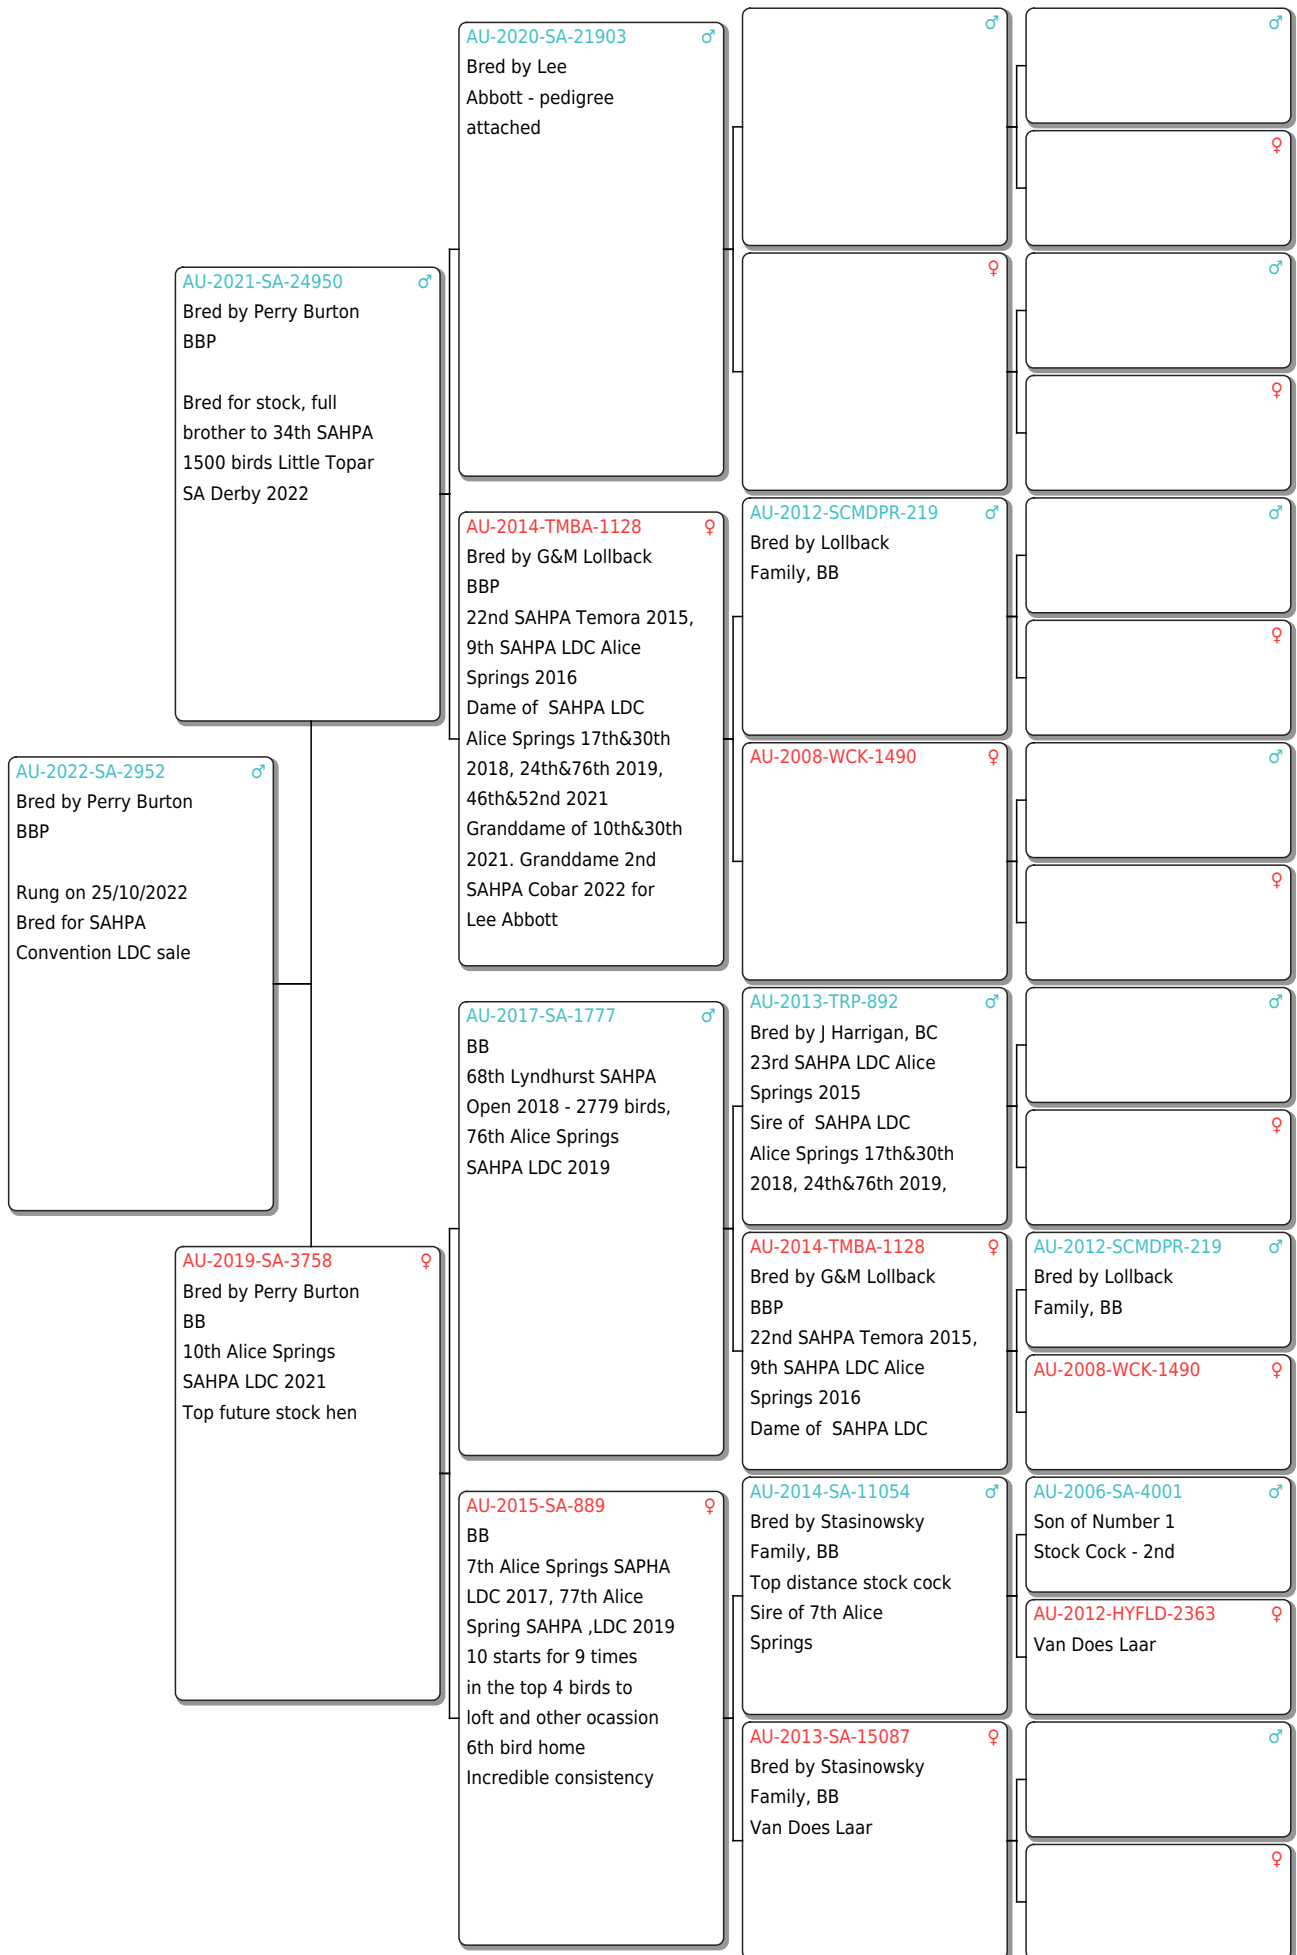 AU-2020-SA-21903 ♂
Bred by Lee
Abbott - pedigree
attached
♂
♂
♀
♀
♂
♀
AU-2021-SA-24950 ♂
Bred by Perry Burton
BBP
Bred for stock, full
brother to 34th SAHPA
1500 birds Little Topar
SA Derby 2022
AU-2014-TMBA-1128 ♀
Bred by G&M Lollback
BBP
22nd SAHPA Temora 2015,
9th SAHPA LDC Alice
Springs 2016
Dame of  SAHPA LDC
Alice Springs 17th&30th
2018, 24th&76th 2019,
46th&52nd 2021
Granddame of 10th&30th
2021. Granddame 2nd
SAHPA Cobar 2022 for
Lee Abbott
AU-2012-SCMDPR-219 ♂
Bred by Lollback
Family, BB
♂
♀
AU-2008-WCK-1490 ♀
♂
♀
AU-2022-SA-2952 ♂
Bred by Perry Burton
BBP
Rung on 25/10/2022
Bred for SAHPA
Convention LDC sale
AU-2017-SA-1777 ♂
BB
68th Lyndhurst SAHPA
Open 2018 - 2779 birds,
76th Alice Springs
SAHPA LDC 2019
AU-2013-TRP-892 ♂
Bred by J Harrigan, BC
23rd SAHPA LDC Alice
Springs 2015
Sire of  SAHPA LDC
Alice Springs 17th&30th
2018, 24th&76th 2019,
♂
♀
AU-2019-SA-3758 ♀
Bred by Perry Burton
BB
10th Alice Springs
SAHPA LDC 2021
Top future stock hen
AU-2014-TMBA-1128 ♀
Bred by G&M Lollback
BBP
22nd SAHPA Temora 2015,
9th SAHPA LDC Alice
Springs 2016
Dame of  SAHPA LDC
AU-2012-SCMDPR-219 ♂
Bred by Lollback
Family, BB
AU-2008-WCK-1490 ♀
AU-2015-SA-889 ♀
BB
7th Alice Springs SAPHA
LDC 2017, 77th Alice
Spring SAHPA ,LDC 2019
10 starts for 9 times
in the top 4 birds to
loft and other ocassion
6th bird home
Incredible consistency
AU-2014-SA-11054 ♂
Bred by Stasinowsky
Family, BB
Top distance stock cock
Sire of 7th Alice
Springs
AU-2006-SA-4001 ♂
Son of Number 1
Stock Cock - 2nd
AU-2012-HYFLD-2363 ♀
Van Does Laar
AU-2013-SA-15087 ♀
Bred by Stasinowsky
Family, BB
Van Does Laar
♂
♀